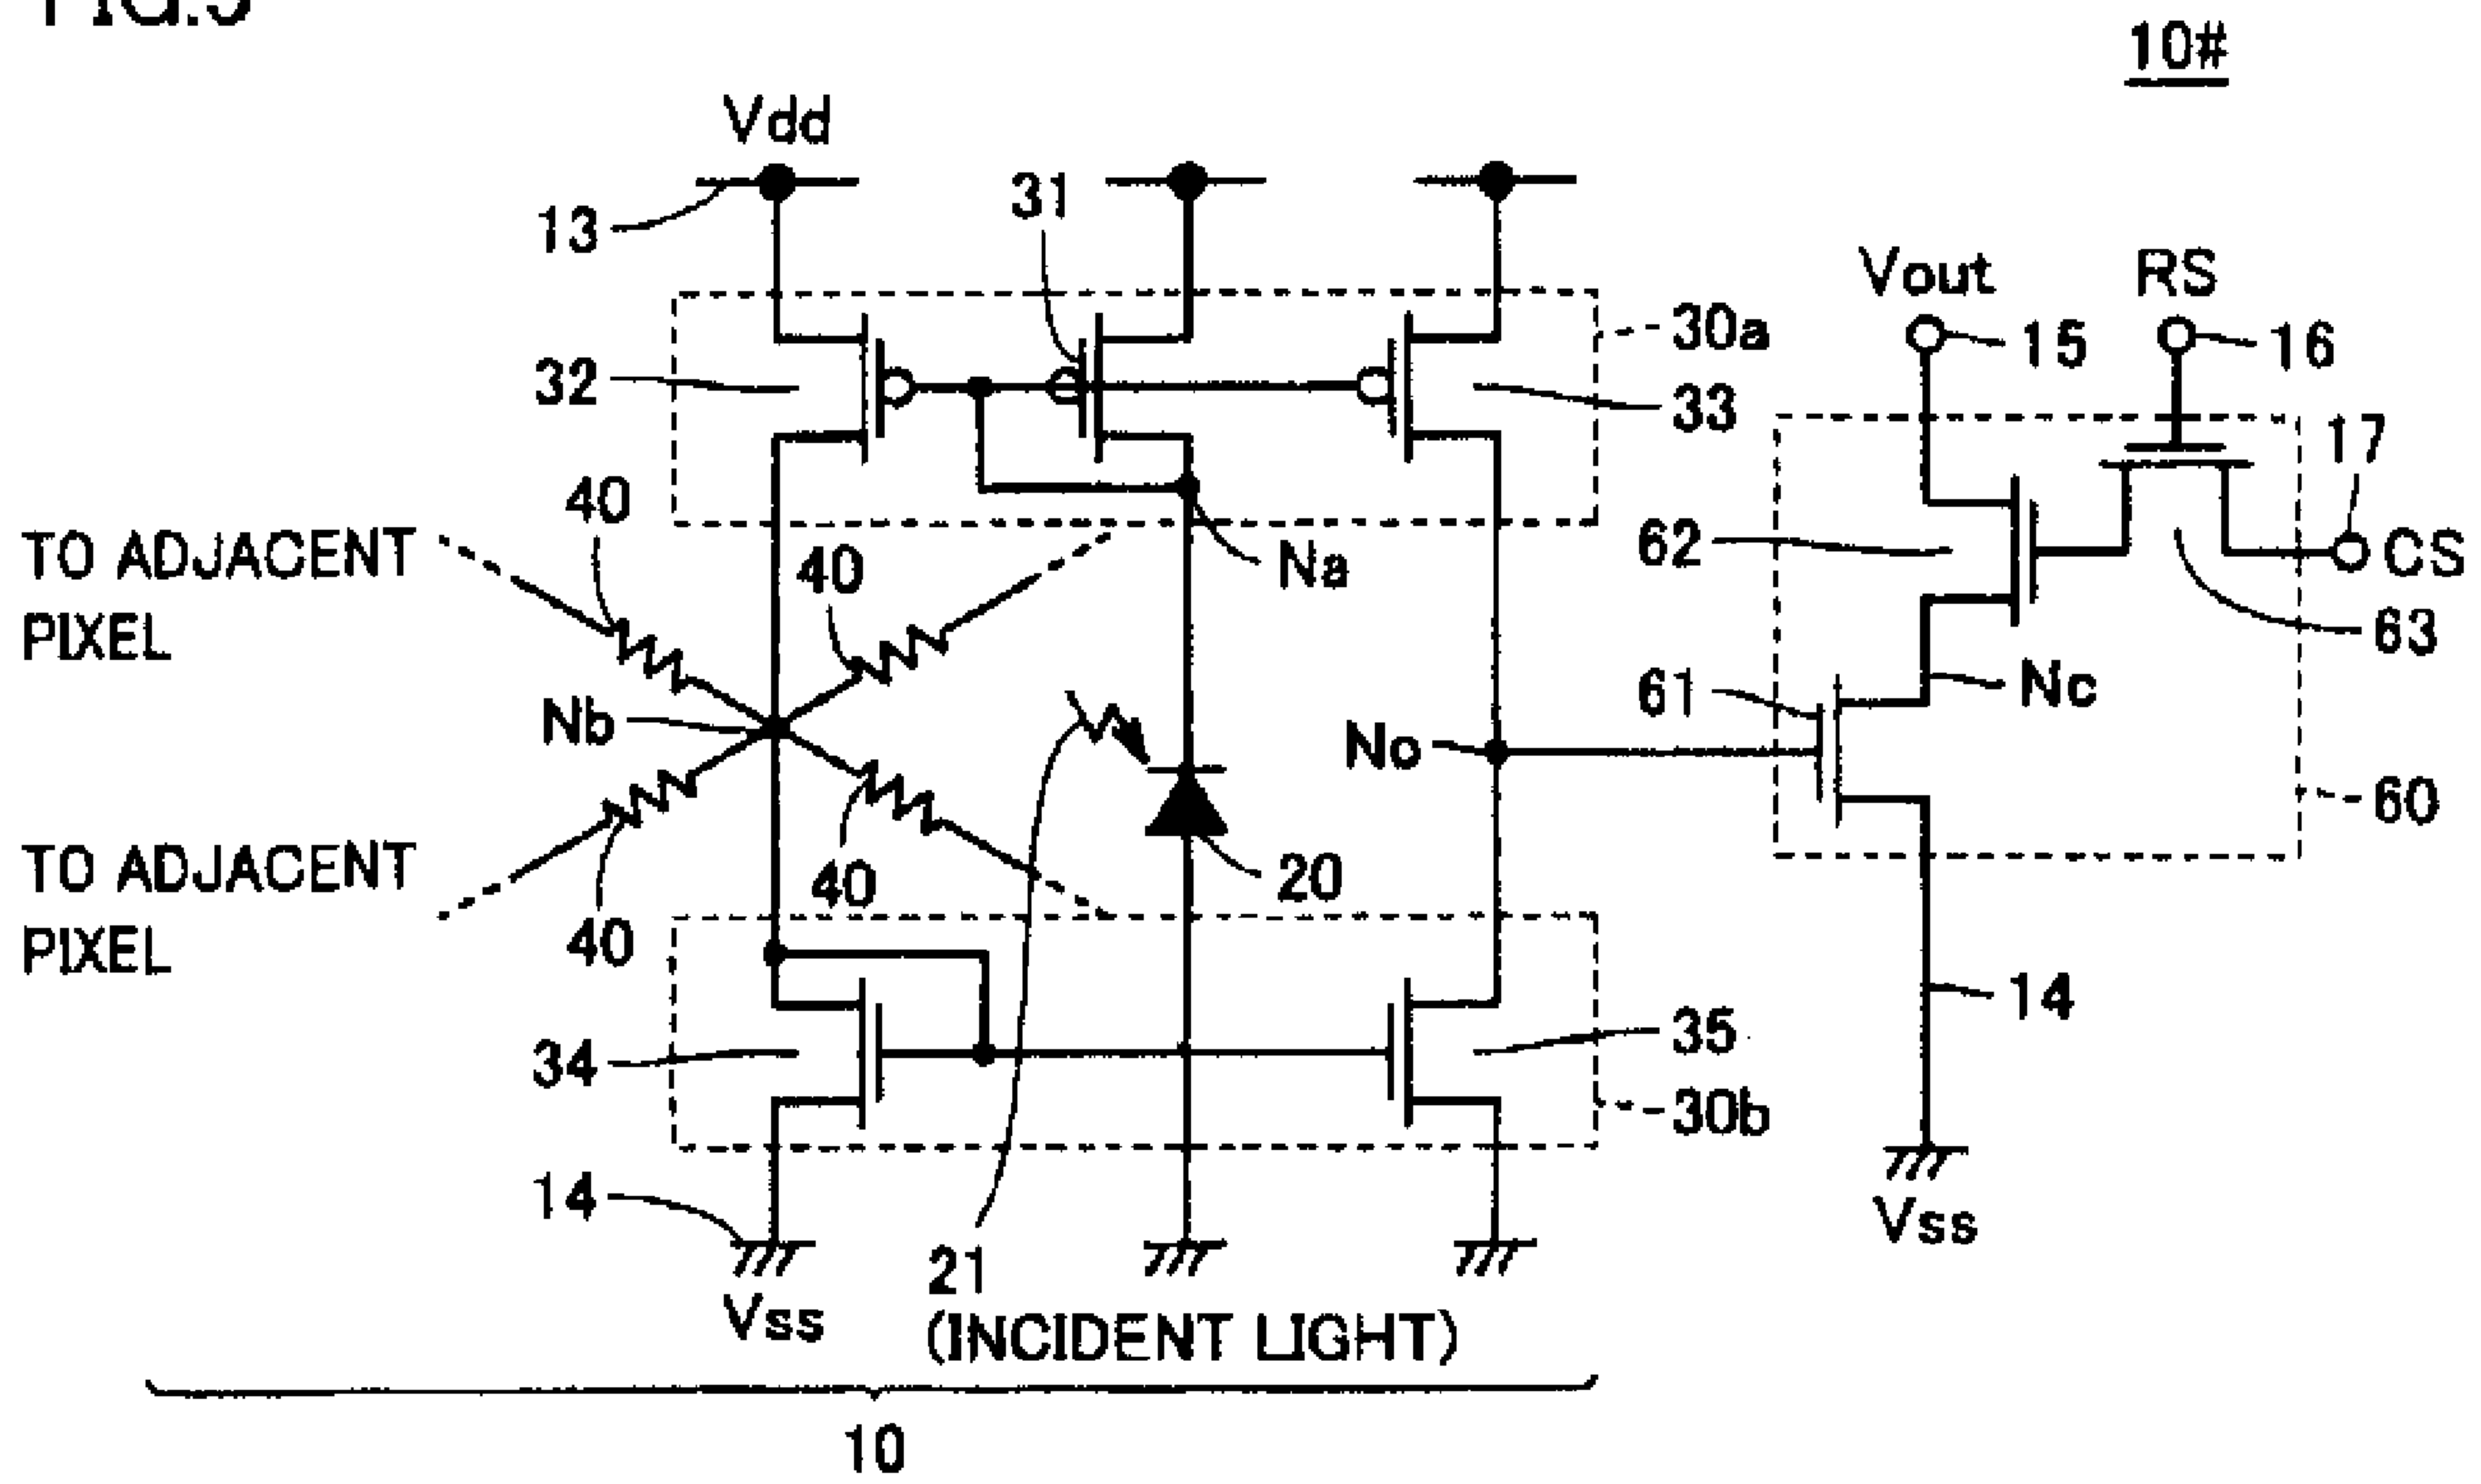 FIG.5
10#
Vdd
13
31
Vout
RS
15
16
30a
32
33
17
40
TO ADJACENT
PIXEL
40
Na
62
CS
63
Nb
61
Nc
No
60
TO ADJACENT
PIXEL
40
40
20
14
34
35
30b
14
Vss
Vss
21
(INCIDENT LIGHT)
10